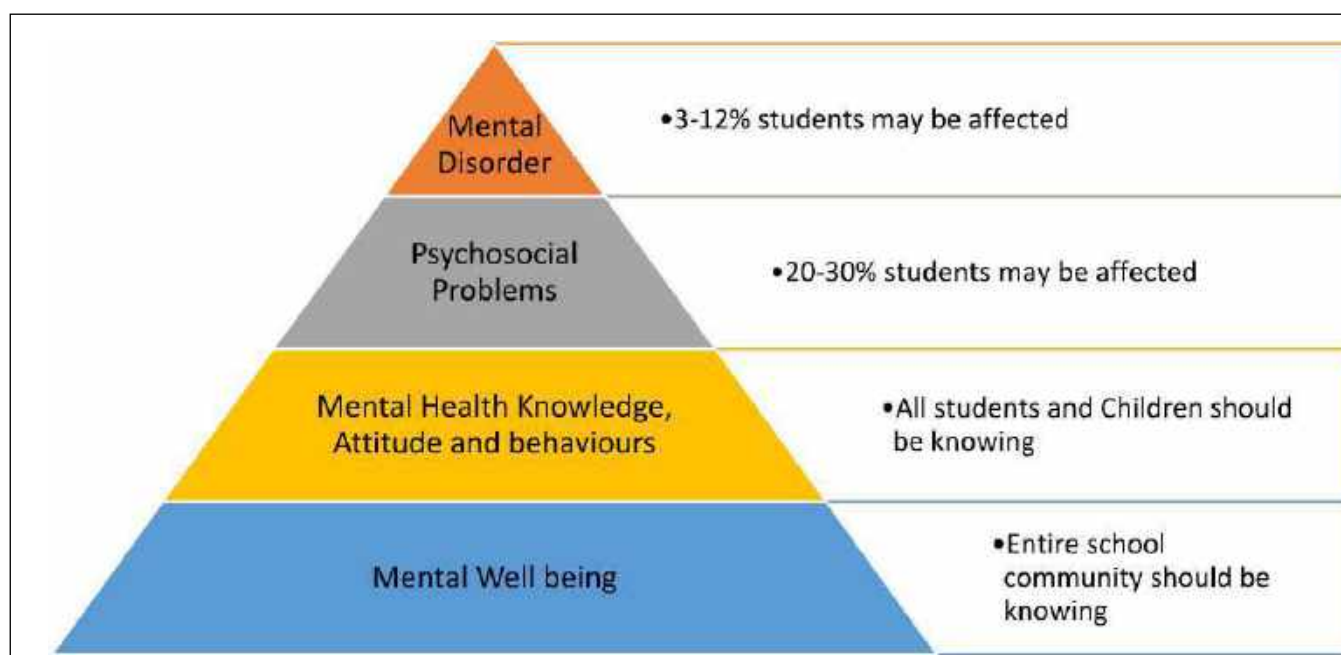 Mental
Disorder
•3-12% students may be affected
Psychosocial
Problems
•20-30% students may be affected
Mental Health Knowledge,
Attitude and behaviours
•All students and Children should
be knowing
Mental Well being
•Entire school
community should be
knowing